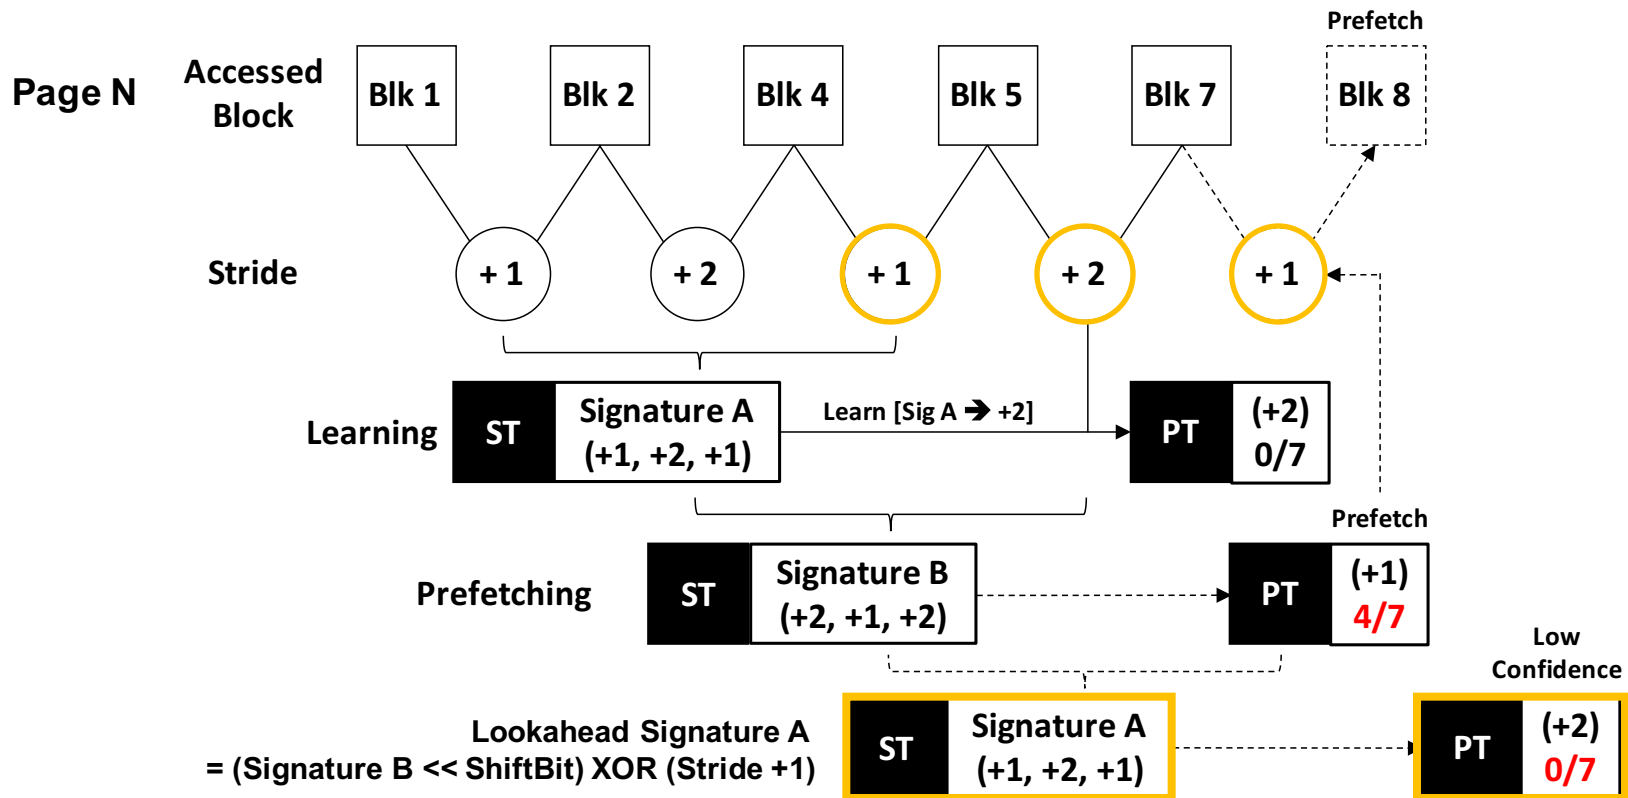 Prefetch
Page N
Accessed
Block
Blk 1
Blk 2
Blk 4
Blk 5
Blk 7
Blk 8
Stride
+ 1
+ 2
+ 1
+ 2
+ 1
Learning
ST
Signature A
(+1, +2, +1)
Learn [Sig A ➔ +2]
PT
(+2)
0/7
Prefetch
Prefetching
ST
Signature B
(+2, +1, +2)
PT
(+1)
4/7
Low
Confidence
Lookahead Signature A
= (Signature B << ShiftBit) XOR (Stride +1)
ST
Signature A
(+1, +2, +1)
PT
(+2)
0/7